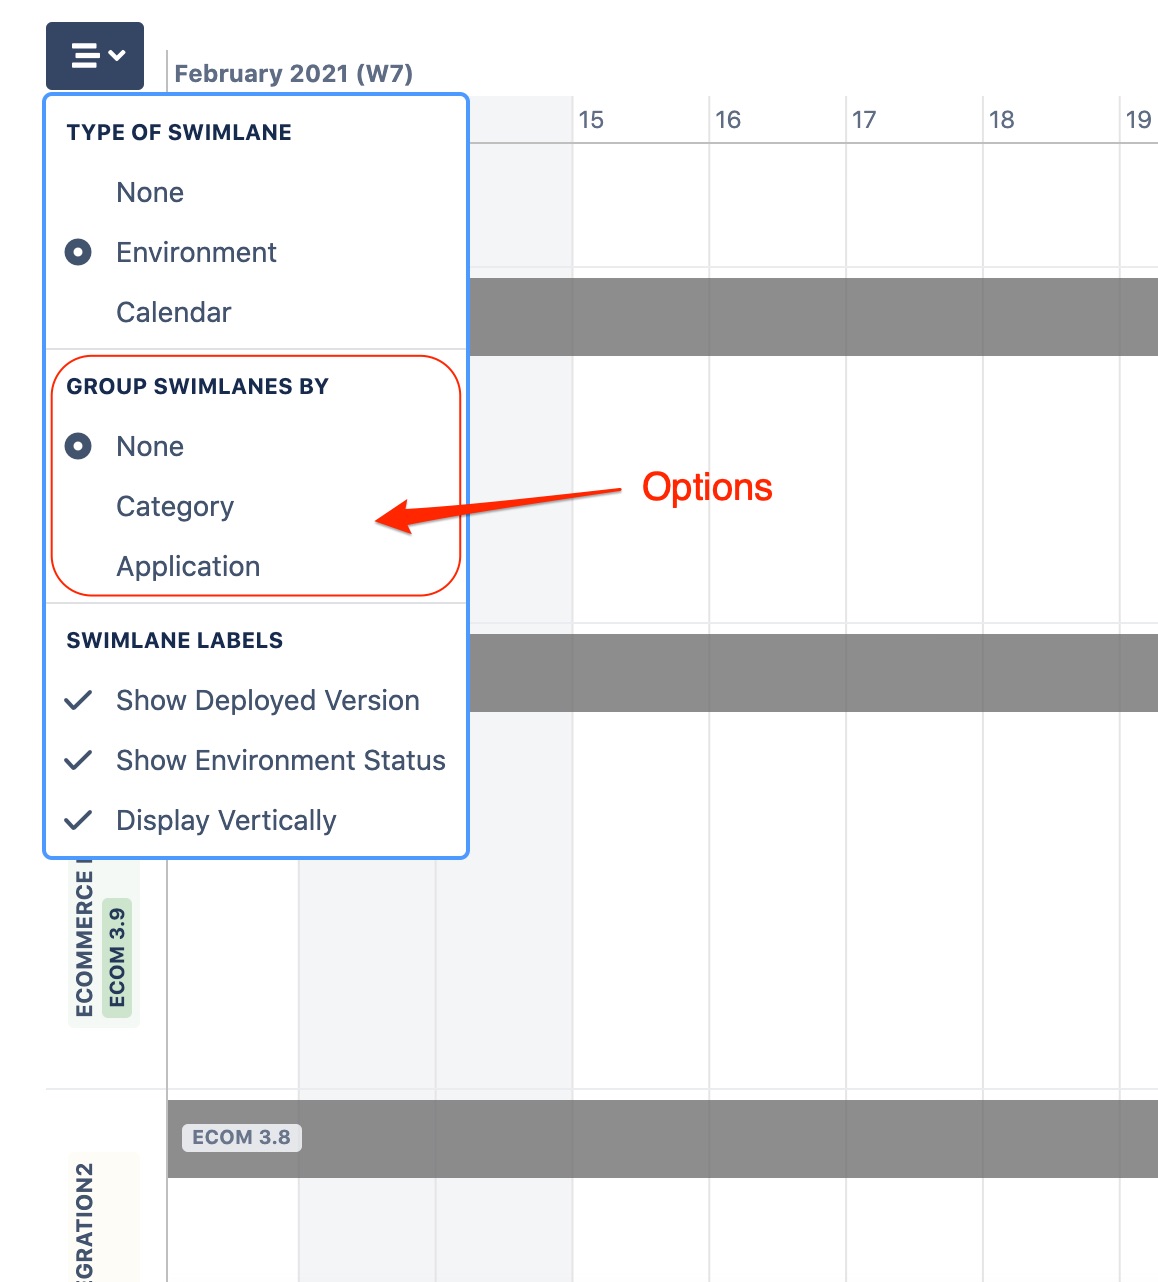 February 2021 (W7)
15
16
17
18
19
TYPE OF SWIMLANE
None
Environment
Calendar
GROUP SWIMLANES BY
None
Category
Application
Options
SWIMLANE LABELS
Show Deployed Version
Show Environment Status
Display Vertically
ECOMMERCE
ECOM 3.9
ECOM 3.8
GRATION2